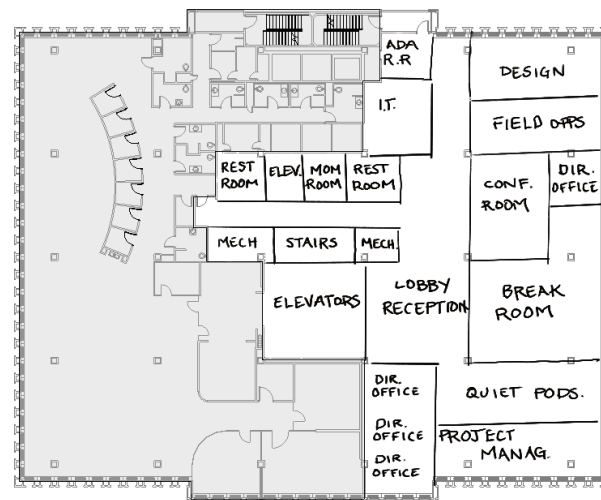 ADA
R.R
DESIGN
I.T.
FIELD OPPS
REST
ROOM
ELEV.
MOM
ROOM
REST
ROOM
CONF.
ROOM
DIR.
OFFICE
MECH
STAIRS
MECH.
ELEVATORS
LOBBY
RECEPTION
BREAK
ROOM
DIR.
OFFICE
DIR.
OFFICE
DIR.
OFFICE
QUIET PODS.
PROJECT
MANAG.